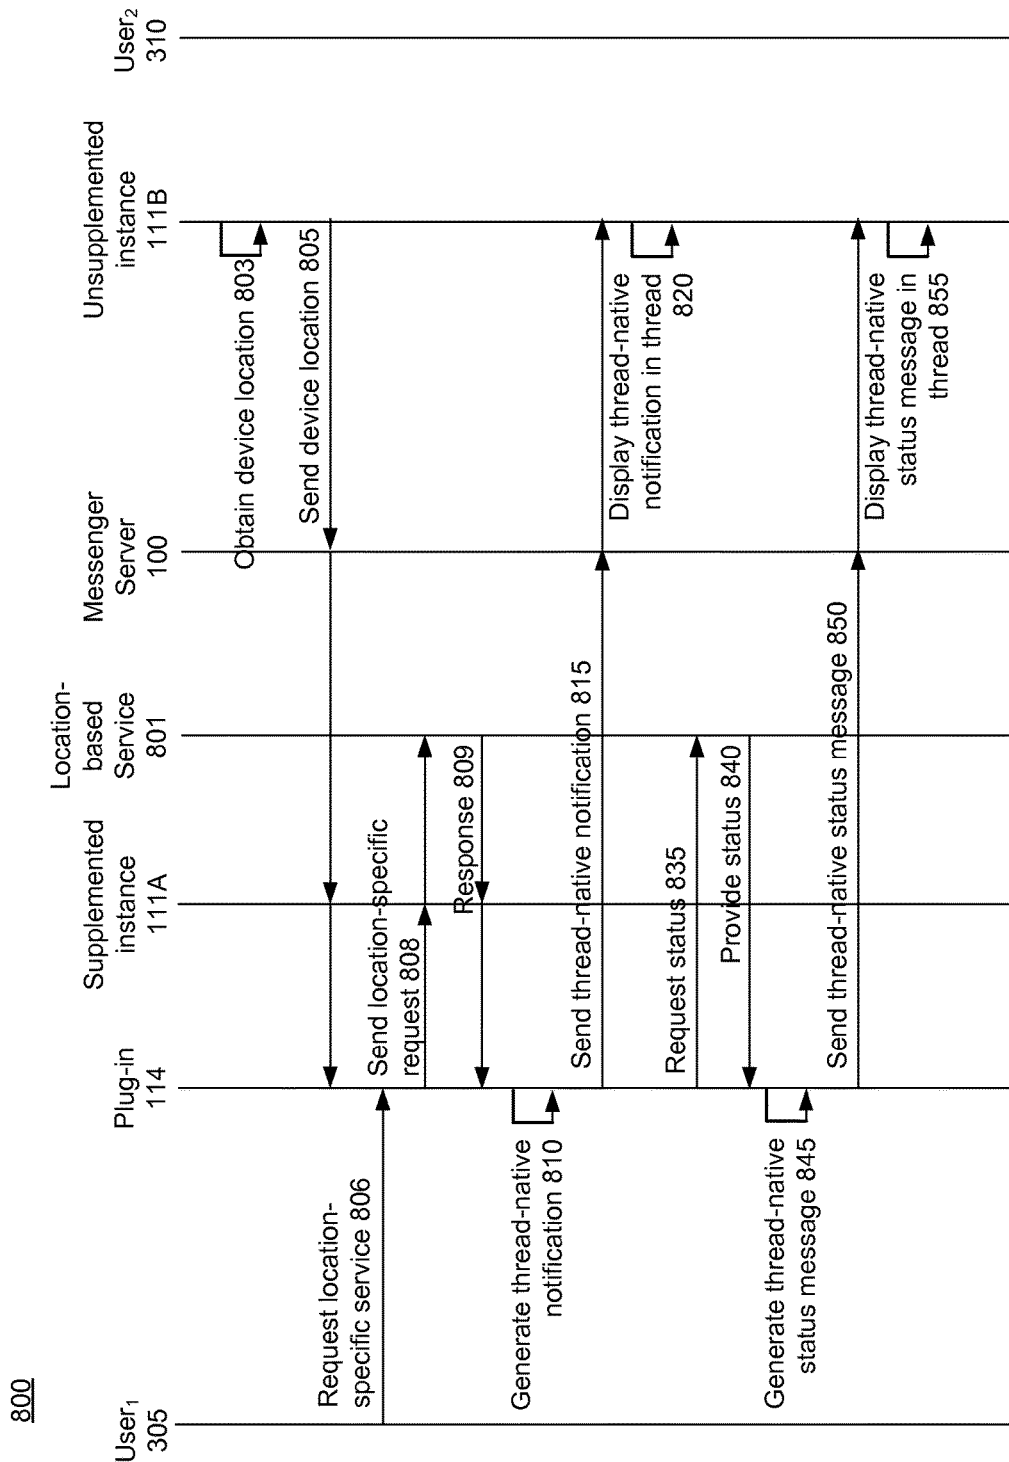 800
User₁
305
Plug-in
114
Supplemented
instance
111A
Location-
based
Service
801
Messenger
Server
100
Unsupplemented
instance
111B
User₂
310
Obtain device location 803
Send device location 805
Request location-
specific service 806
Send location-specific
request 808
Response 809
Generate thread-native
notification 810
Send thread-native notification 815
Display thread-native
notification in thread
820
Request status 835
Provide status 840
Generate thread-native
status message 845
Send thread-native status message 850
Display thread-native
status message in
thread 855